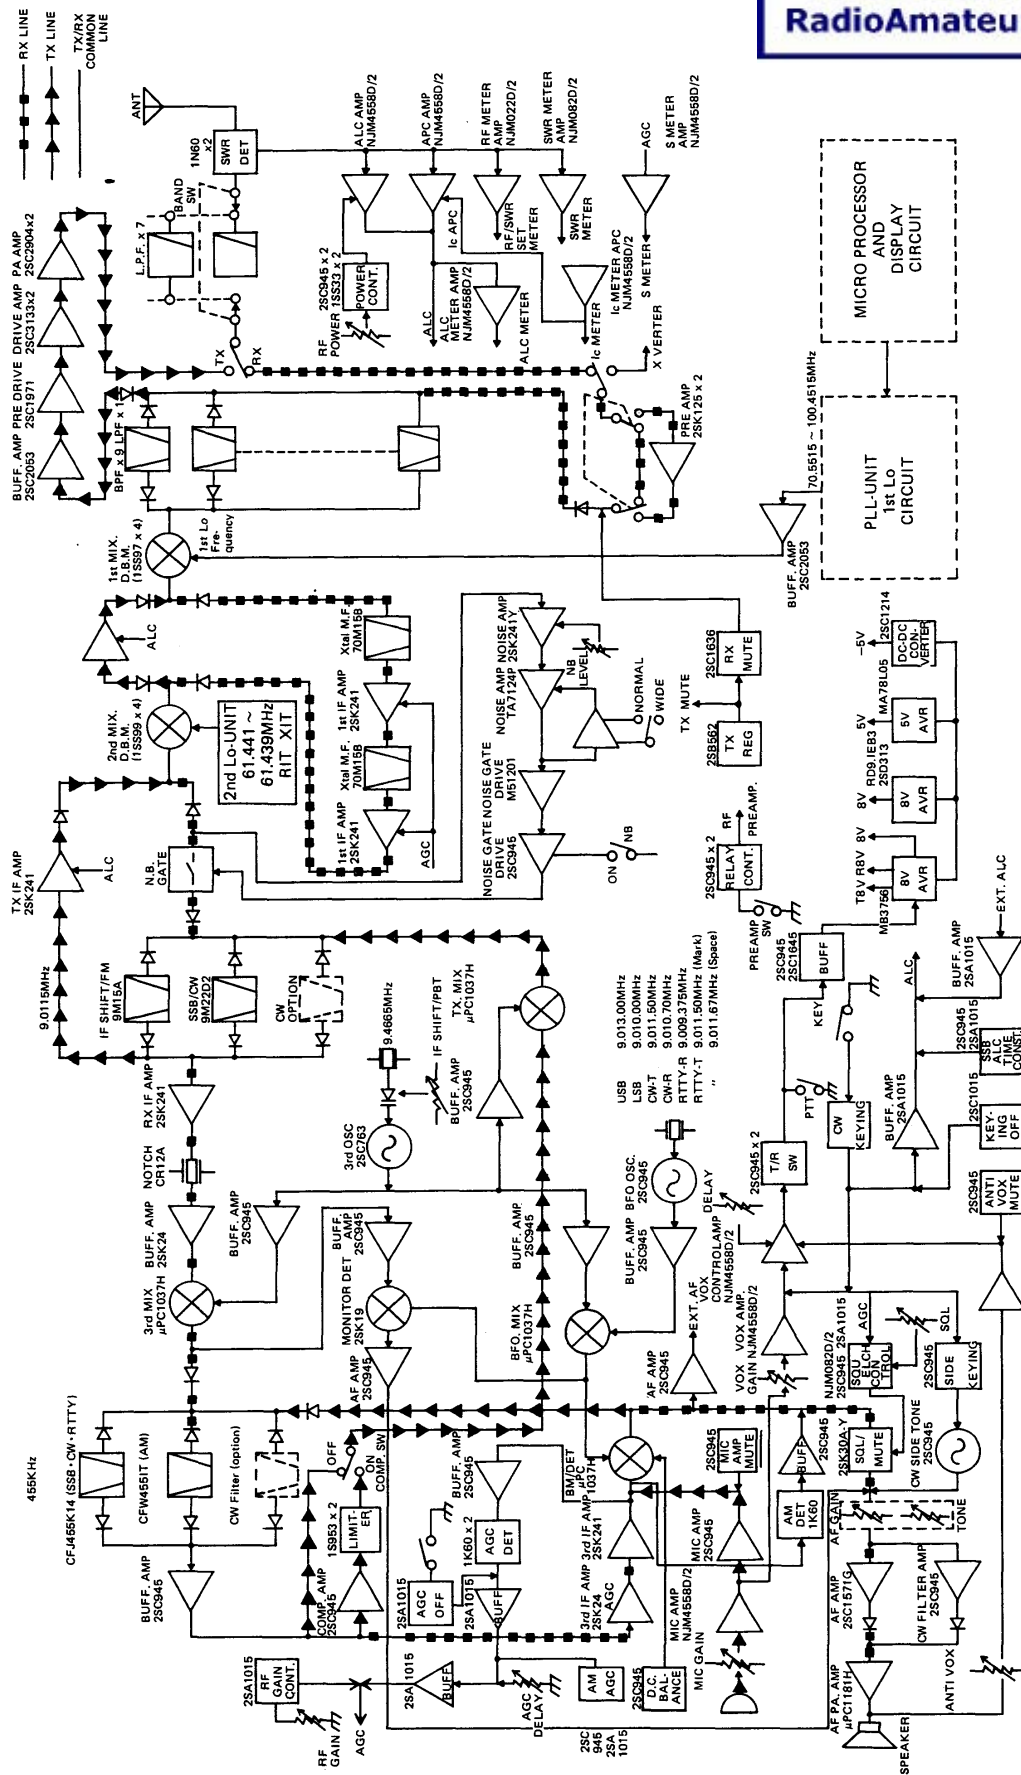 RadioAmateu
RX LINE
TX LINE
TX/RX
COMMON
LINE
ANT
1N60
x2
SWR
DET
BAND
SW
L.P.F. x 7
PA AMP
2SC2904x2
DRIVE AMP
2SC3133x2
PRE DRIVE
2SC1971
BUFF. AMP
2SC2053
BPF x 9 LPF x 1
TX
RX
ALC AMP
NJM4558D/2
APC AMP
NJM4558D/2
RF METER
AMP
NJM022D/2
SWR METER
AMP
NJM082D/2
AGC
S METER
AMP
NJM4558D/2
2SC945 x 2
1SS33 x 2
POWER
CONT.
RF
POWER
Ic APC
RF/SWR
SET
METER
SWR
METER
ALC
ALC
METER AMP
NJM4558D/2
ALC METER
Ic METER APC
NJM4558D/2
Ic METER
S METER
X VERTER
PRE AMP
2SK125 x 2
MICRO PROCESSOR
AND
DISPLAY
CIRCUIT
PLL-UNIT
1st Lo
CIRCUIT
70.5515 ~ 100.4515MHz
BUFF. AMP
2SC2053
1st MIX.
D.B.M.
(1SS97 x 4)
1st Lo
Fre-
quency
ALC
2nd MIX.
D.B.M.
(1SS99 x 4)
2nd Lo-UNIT
61.441 ~
61.439MHz
RIT XIT
Xtal M.F.
70M15B
1st IF AMP
2SK241
Xtal M.F.
70M15B
1st IF AMP
2SK241
AGC
NOISE AMP
2SK241Y
NOISE AMP
TA7124P
NB
LEVEL
NORMAL
WIDE
NOISE GATE
DRIVE
M51201
NOISE GATE
DRIVE
2SC945
ON
NB
2SC1636
RX
MUTE
TX MUTE
2SB562
TX
REG
2SC945 x 2
RELAY
CONT.
RF
PREAMP.
PREAMP
SW
2SC1214
DC-DC
CON-
VERTER
-5V
MA78L05
5V
AVR
5V
RD9.1EB3
2SD313
8V
AVR
8V
T8V R8V 8V
8V
AVR
MB3756
2SC945
2SC1645
BUFF
KEY
TX IF AMP
2SK241
ALC
N.B.
GATE
9.0115MHz
IF SHIFT/FM
9M15A
SSB/CW
9M22D2
CW
OPTION
RX IF AMP
2SK241
NOTCH
CR12A
BUFF. AMP
2SK24
3rd MIX
µPC1037H
9.4665MHz
IF SHIFT/PBT
3rd OSC
2SC763
BUFF. AMP
2SC945
TX. MIX
µPC1037H
BUFF. AMP
2SC945
BUFF.
AMP
2SC945
MONITOR DET
2SK19
AF AMP
2SC945
BUFF. AMP
2SC945
BFO. MIX
µPC1037H
USB 9.013.00MHz
LSB 9.010.00MHz
CW-T 9.011.50MHz
CW-R 9.010.70MHz
RTTY-R 9.009.375MHz
RTTY-T 9.011.500MHz (Mark)
" 9.011.67MHz (Space)
BFO OSC.
2SC945
BUFF. AMP
2SC945
DELAY
VOX
CONTROLAMP
NJM4558D/2
VOX AMP.
NJM4558D/2
VOX
GAIN
EXT. AF
AF AMP
2SC945
2SC945 x 2
T/R
SW
PTT
CW
KEYING
BUFF. AMP
2SA1015
ALC
BUFF. AMP
2SA1015
EXT. ALC
2SC945
2SA1015
SSB
ALC
TIME
CONST.
2SC1015
KEY-
ING
OFF
2SC945
ANTI
VOX
MUTE
455KHz
CFJ455K14 (SSB·CW·RTTY)
CFW455IT (AM)
CW Filter (option)
BUFF. AMP
2SC945
OFF
ON
COMP. SW
1S953 x 2
LIMIT-
ER
COMP. AMP
2SC945
2SA1015
AGC
OFF
BUFF. AMP
2SC945
1K60 x 2
AGC
DET
2SA1015
BUFF
2SA1015
RF
GAIN
CONT.
RF
GAIN
AGC
2SA1015
BUFF
AGC
DELAY
AM
AGC
2SC
945
2SA
1015
BM/DET
µPC
1037H
3rd IF AMP
2SK241
3rd IF AMP
2SK24
AGC
2SC945
D.C.
BAL-
ANCE
2SC945
MIC
AMP
MUTE
MIC AMP
2SC945
MIC AMP
NJM4558D/2
MIC GAIN
2SC945
BUFF
AM
DET
1K60
NJM082D/2
2SC945 2SA1015
SQU
ELCH
CON
TROL
AGC
SQL
2SC945
SIDE
KEYING
2SK30A-Y
SQL/
MUTE
CW SIDE TONE
2SC945
AF GAIN
TONE
AF AMP
2SC1571G
CW FILTER AMP
2SC945
AF PA. AMP
µPC1181H
ANTI VOX
SPEAKER